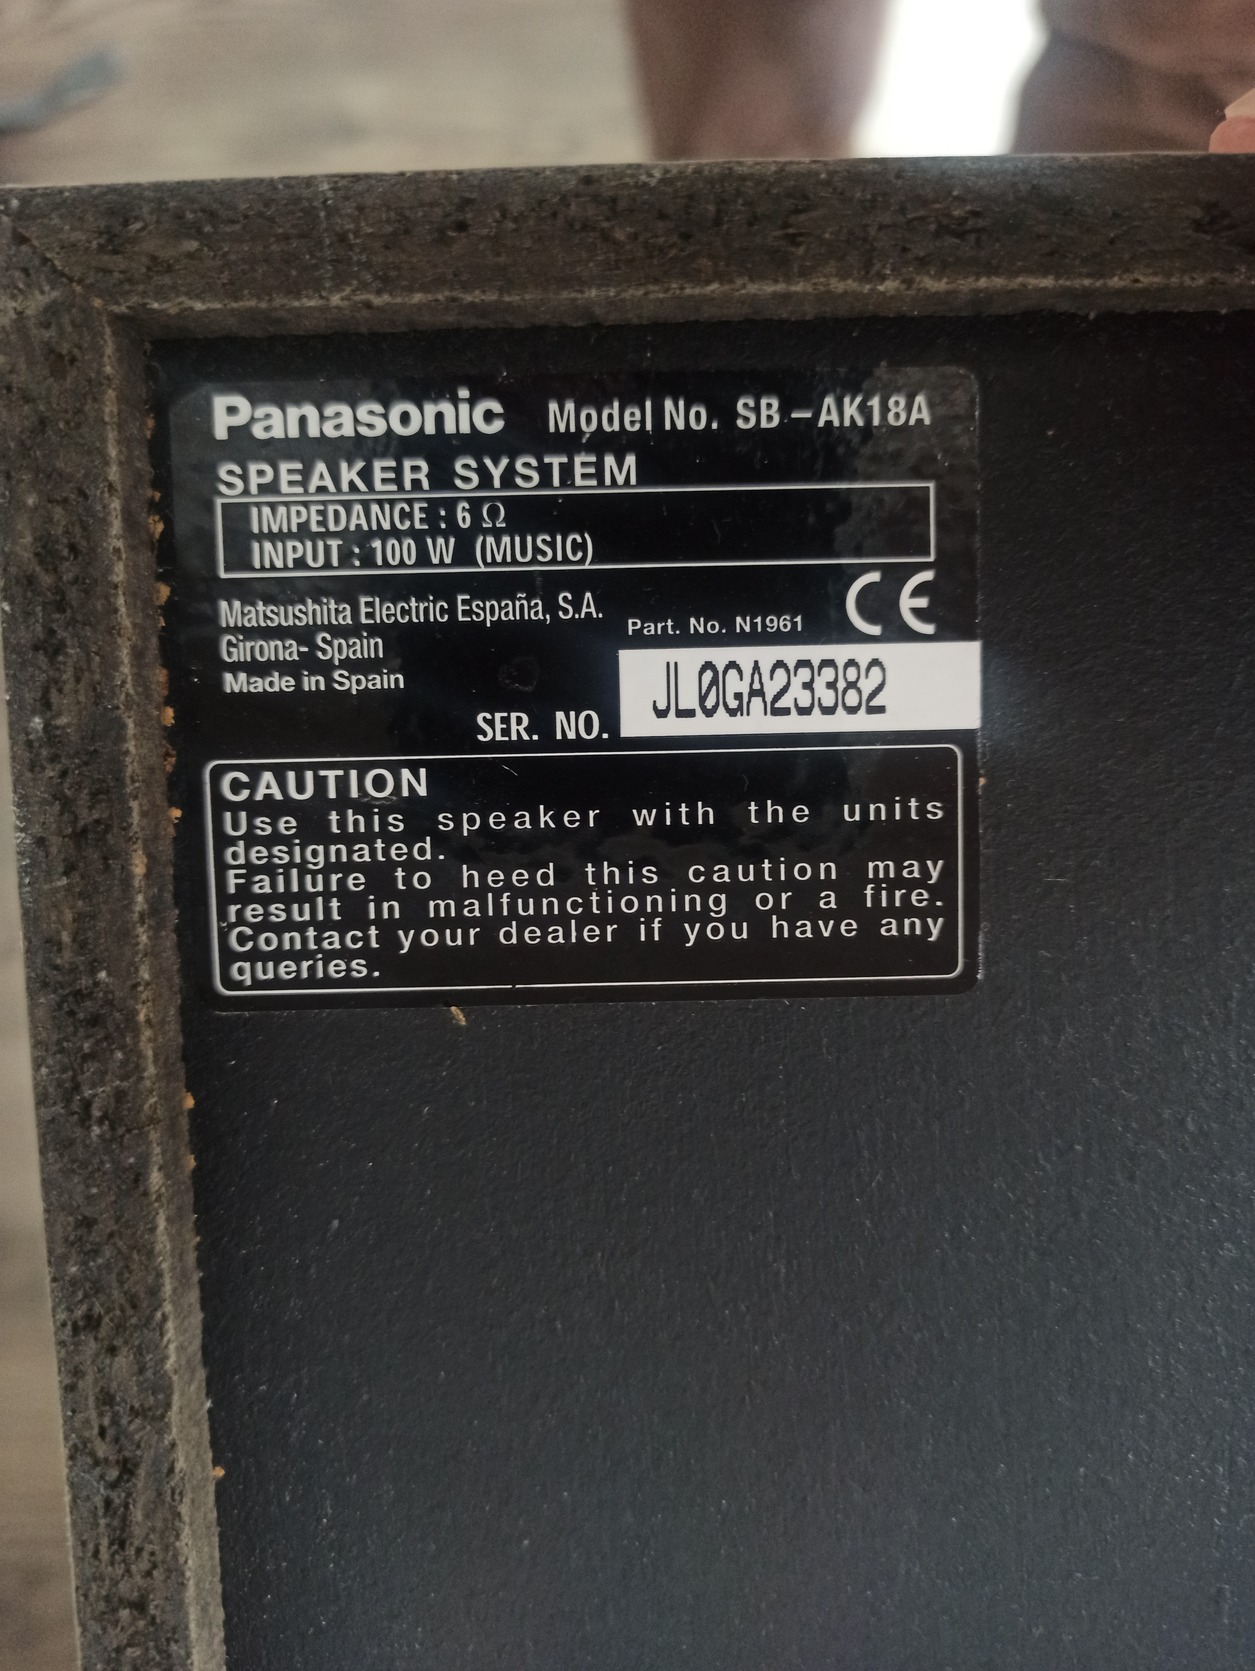 Panasonic Model No. SB-AK18A
SPEAKER SYSTEM
IMPEDANCE : 6 Ω
INPUT : 100 W (MUSIC)
Matsushita Electric España, S.A.
Girona- Spain
Made in Spain
Part. No. N1961
CE
SER. NO. JL0GA23382
CAUTION
Use this speaker with the units
designated.
Failure to heed this caution may
result in malfunctioning or a fire.
Contact your dealer if you have any
queries.